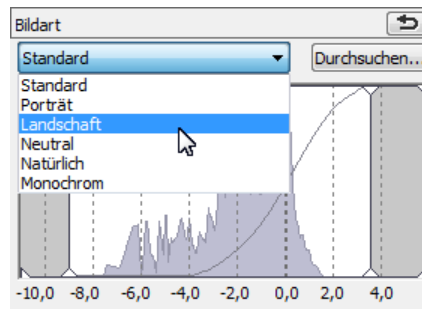 Bildart
Standard
Durchsuchen...
Standard
Porträt
Landschaft
Neutral
Natürlich
Monochrom
-10,0 -8,0 -6,0 -4,0 -2,0 0,0 2,0 4,0